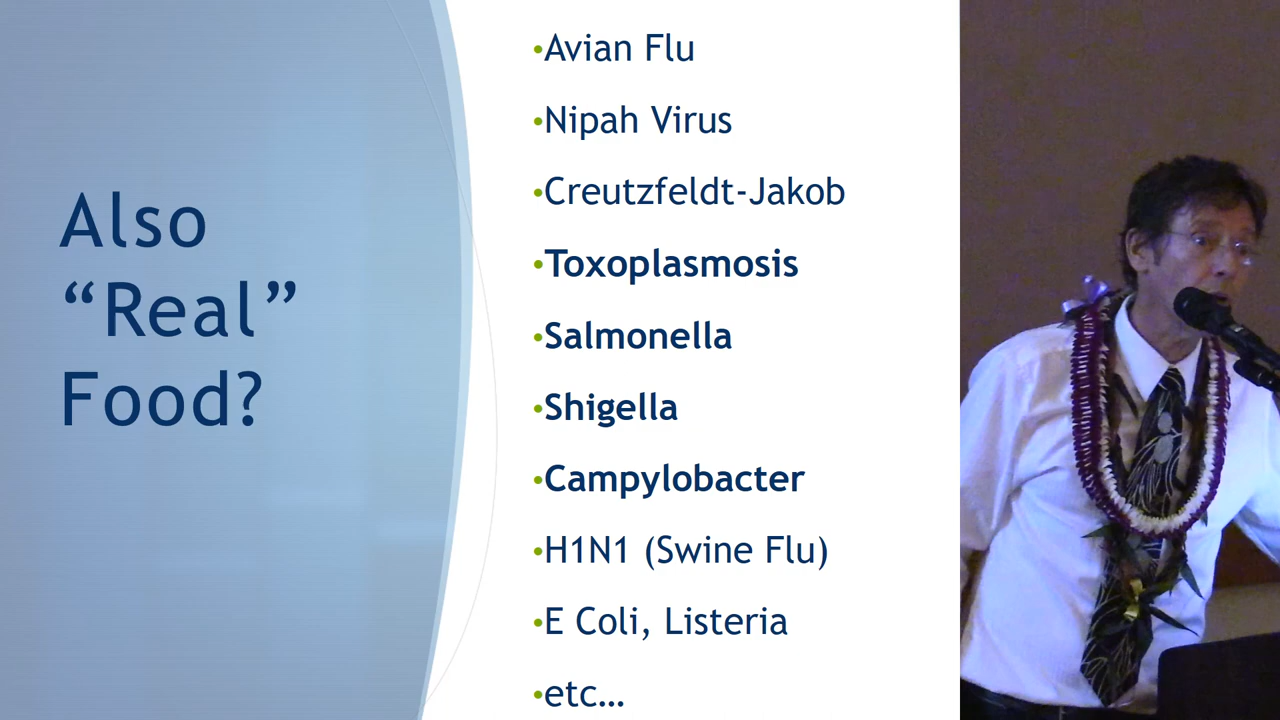 Also
“Real”
Food?
•Avian Flu
•Nipah Virus
•Creutzfeldt-Jakob
•Toxoplasmosis
•Salmonella
•Shigella
•Campylobacter
•H1N1 (Swine Flu)
•E Coli, Listeria
•etc…